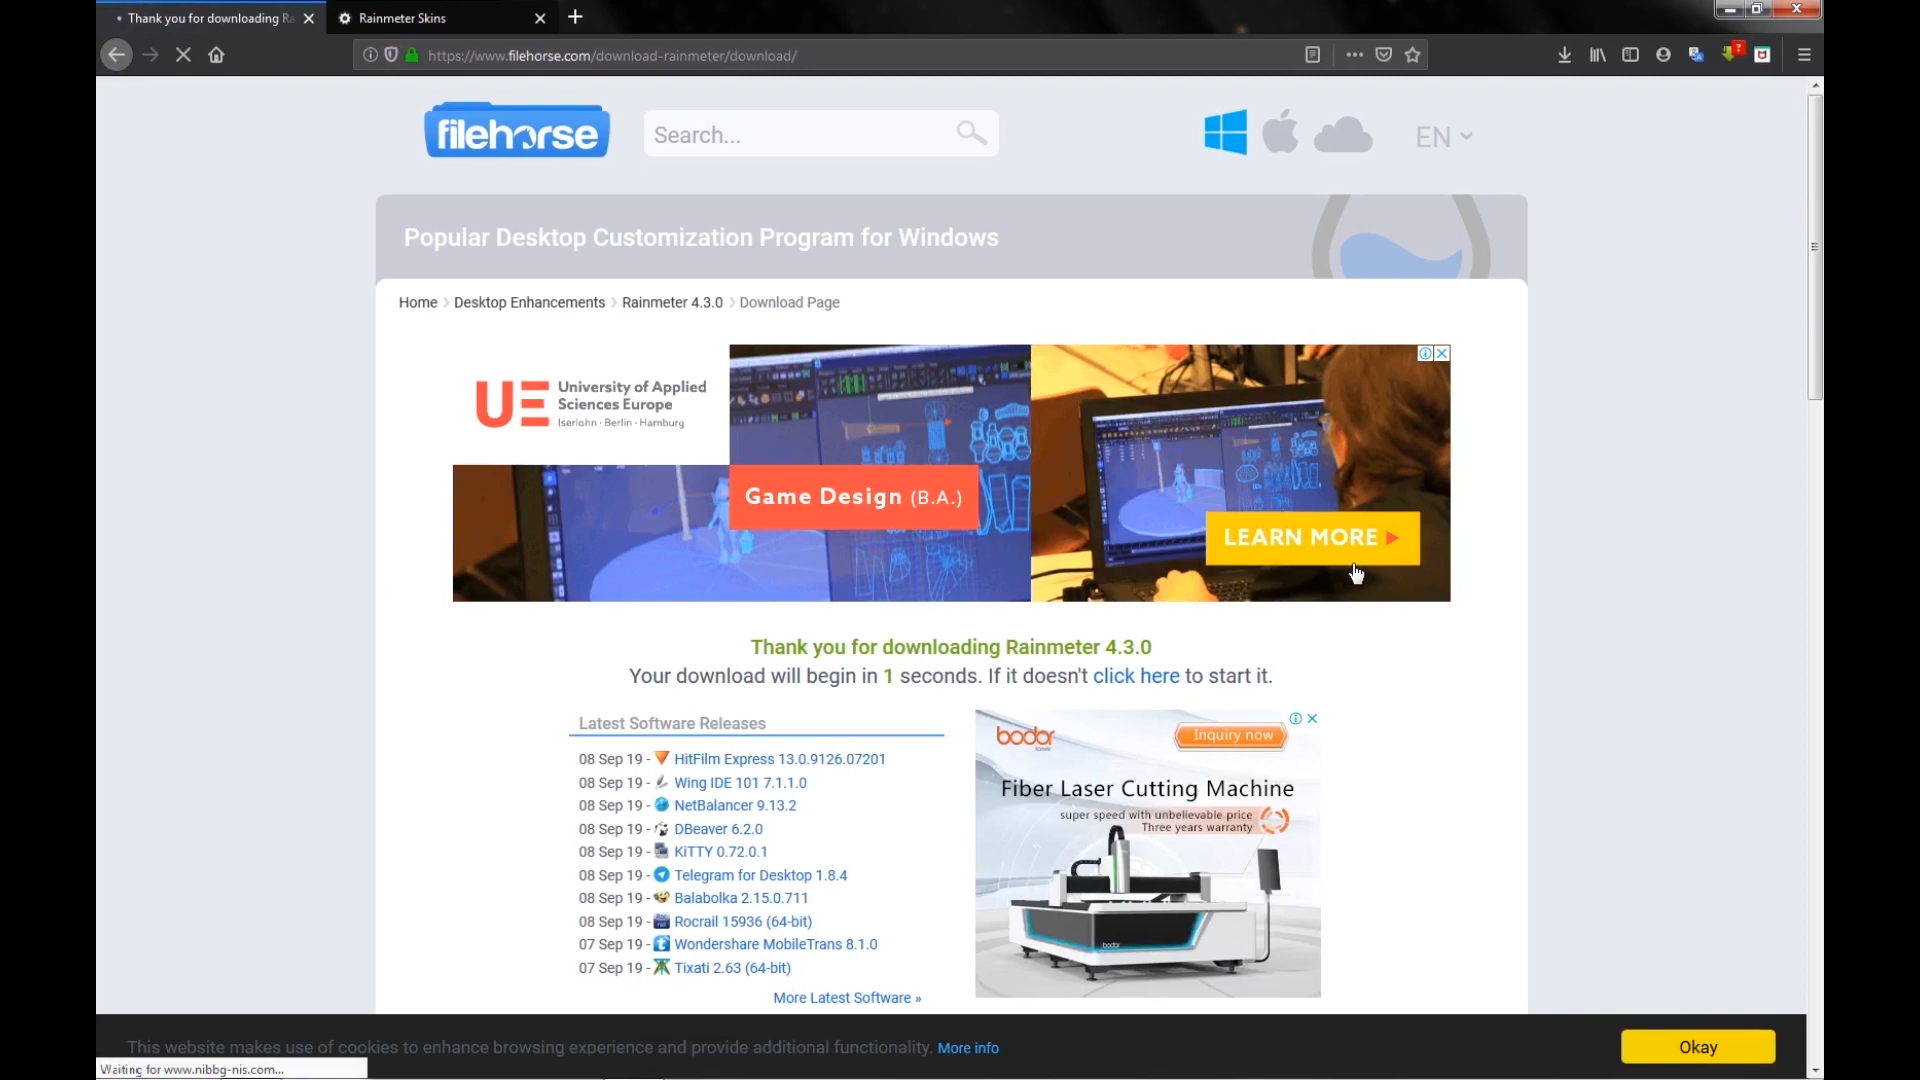 Thank you for downloading Ra
Rainmeter Skins
https://www.filehorse.com/download-rainmeter/download/
filehorse
Search...
EN
Popular Desktop Customization Program for Windows
Home > Desktop Enhancements > Rainmeter 4.3.0 > Download Page
UE
University of Applied
Sciences Europe
Iserlohn · Berlin · Hamburg
Game Design (B.A.)
LEARN MORE
Thank you for downloading Rainmeter 4.3.0
Your download will begin in 1 seconds. If it doesn't click here to start it.
Latest Software Releases
08 Sep 19 - HitFilm Express 13.0.9126.07201
08 Sep 19 - Wing IDE 101 7.1.1.0
08 Sep 19 - NetBalancer 9.13.2
08 Sep 19 - DBeaver 6.2.0
08 Sep 19 - KiTTY 0.72.0.1
08 Sep 19 - Telegram for Desktop 1.8.4
08 Sep 19 - Balabolka 2.15.0.711
08 Sep 19 - Rocrail 15936 (64-bit)
07 Sep 19 - Wondershare MobileTrans 8.1.0
07 Sep 19 - Tixati 2.63 (64-bit)
More Latest Software »
bodor
Inquiry now
Fiber Laser Cutting Machine
super speed with unbelievable price
Three years warranty
bodor
This website makes use of cookies to enhance browsing experience and provide additional functionality. More info
Okay
Waiting for www.nibbg-nis.com...